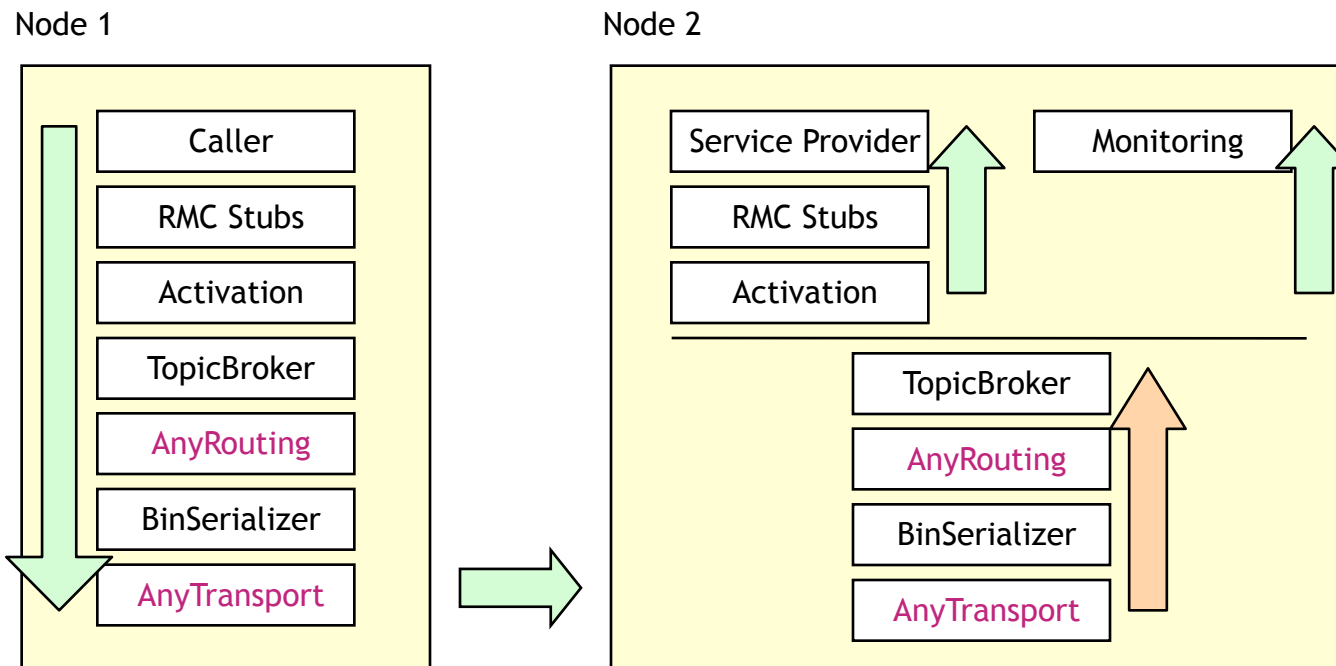 Node 1
Caller
RMC Stubs
Activation
TopicBroker
AnyRouting
BinSerializer
AnyTransport
Node 2
Service Provider
RMC Stubs
Activation
Monitoring
TopicBroker
AnyRouting
BinSerializer
AnyTransport